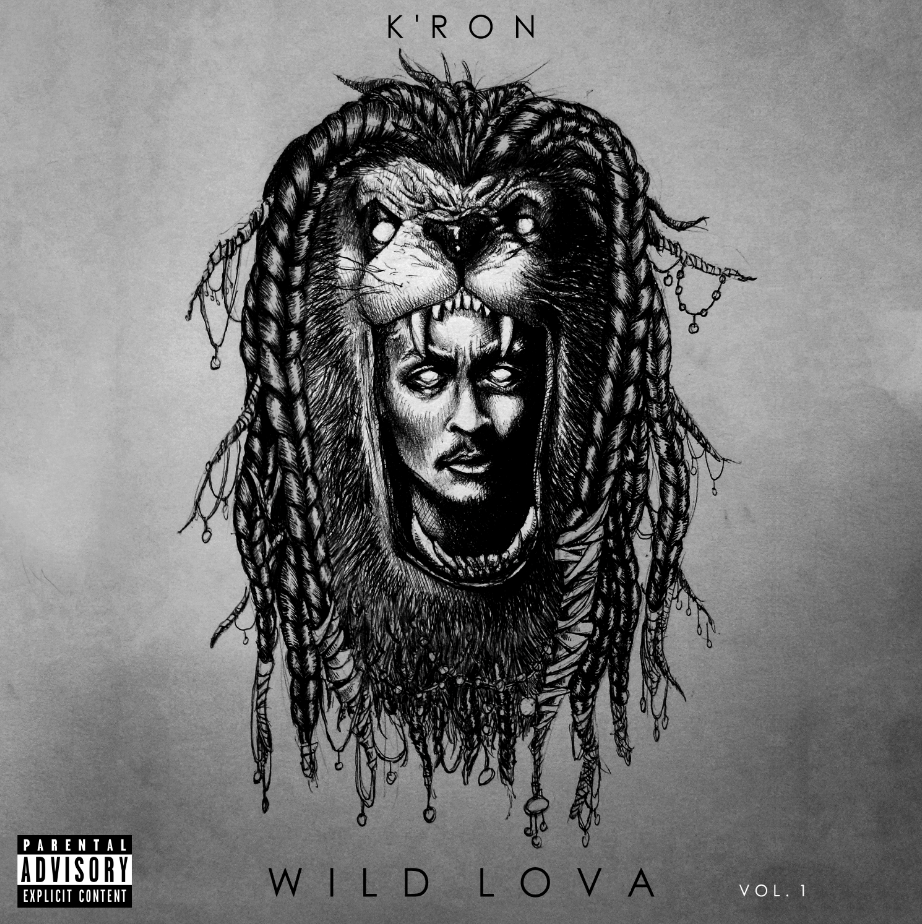 K'RON
WILD LOVA
VOL. 1
PARENTAL
ADVISORY
EXPLICIT CONTENT